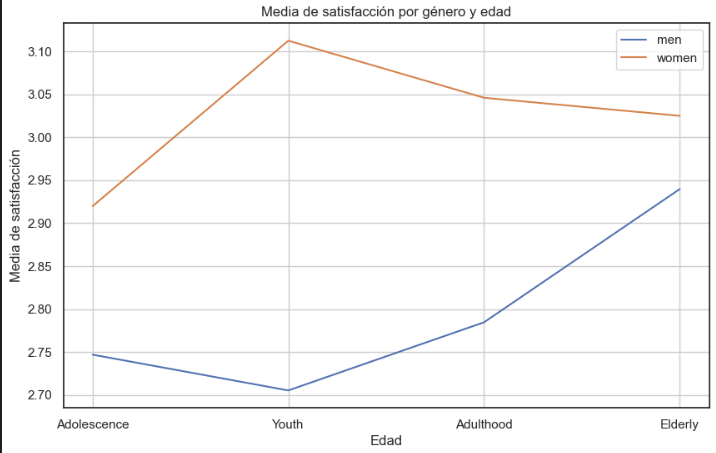 Media de satisfacción por género y edad
men
women
Media de satisfacción
3.10
3.05
3.00
2.95
2.90
2.85
2.80
2.75
2.70
Adolescence Youth Adulthood Elderly
Edad